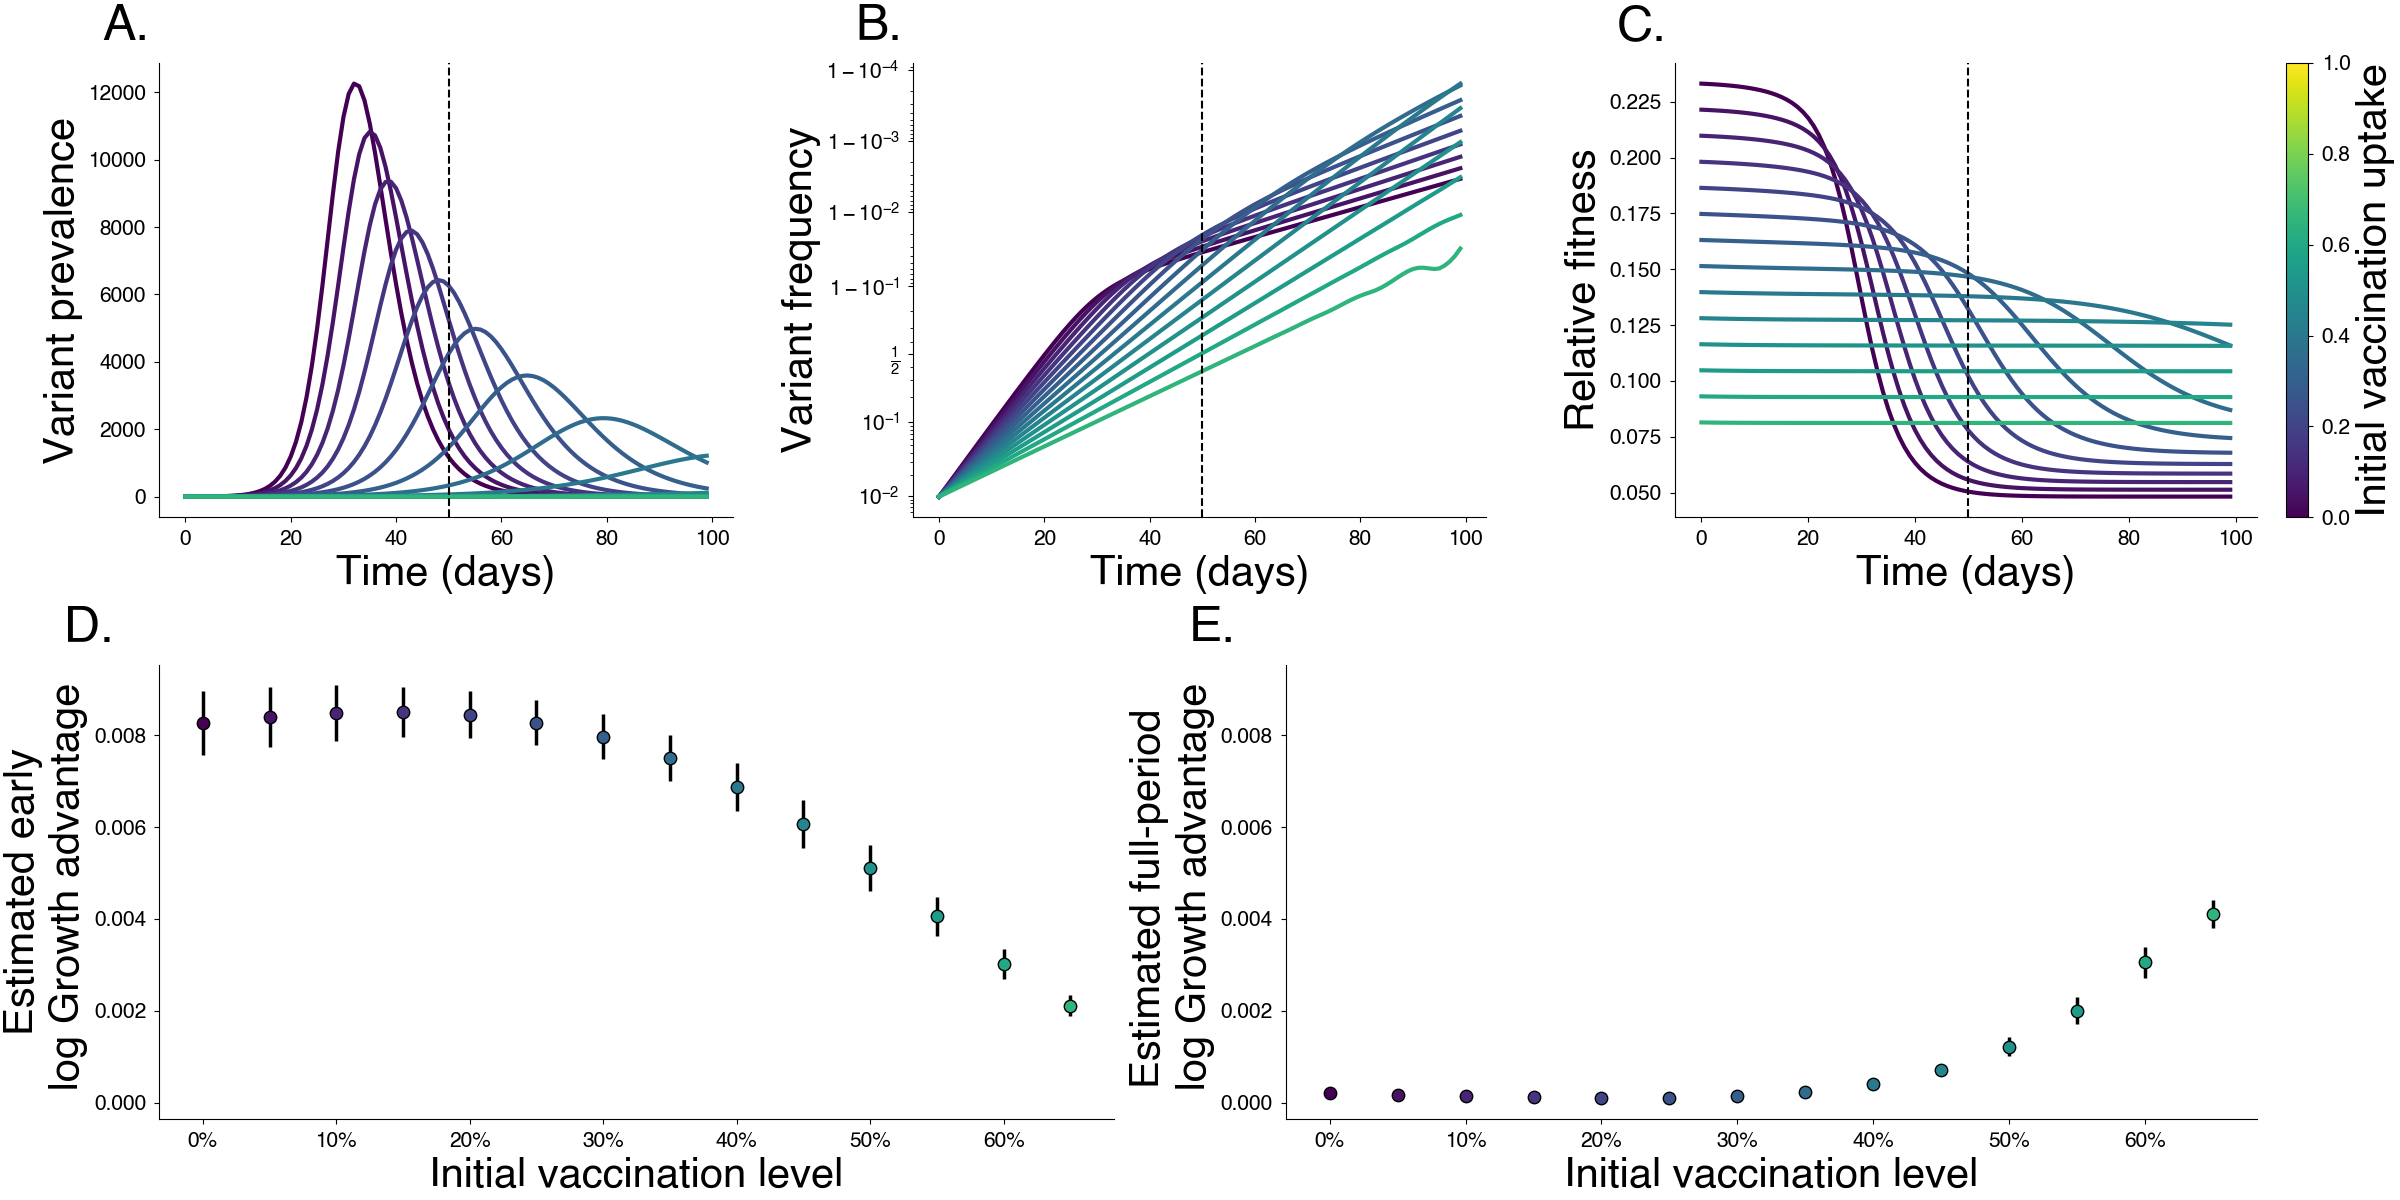 A.
Variant prevalence
12000
10000
8000
6000
4000
2000
0
0 20 40 60 80 100
Time (days)
B.
Variant frequency
1 − 10⁻⁴
1 − 10⁻³
1 − 10⁻²
1 − 10⁻¹
1/2
10⁻¹
10⁻²
0 20 40 60 80 100
Time (days)
C.
Relative fitness
0.225
0.200
0.175
0.150
0.125
0.100
0.075
0.050
0 20 40 60 80 100
Time (days)
1.0
0.8
0.6
0.4
0.2
0.0
Initial vaccination uptake
D.
Estimated early
log Growth advantage
0.008
0.006
0.004
0.002
0.000
0% 10% 20% 30% 40% 50% 60%
Initial vaccination level
E.
Estimated full-period
log Growth advantage
0.008
0.006
0.004
0.002
0.000
0% 10% 20% 30% 40% 50% 60%
Initial vaccination level